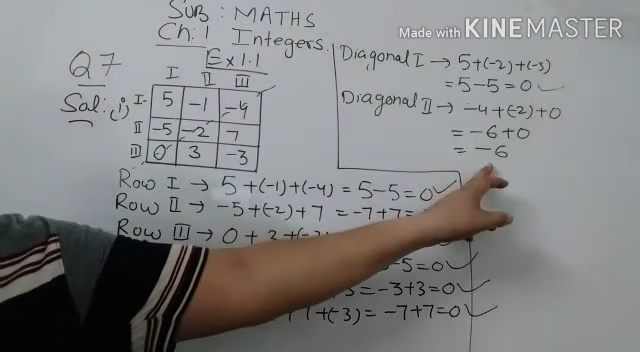 Made with KINEMASTER
SUB : MATHS
Ch: 1 Integers.
Ex 1.1
Q7
Sol: (i)
I II III
I 5 -1 -4
II -5 -2 7
III 0 3 -3
Diagonal I → 5+(-2)+(-3)
= 5-5=0 ✓
Diagonal II → -4+(-2)+0
= -6+0
= -6
Row I → 5+(-1)+(-4) = 5-5=0 ✓
Row II → -5+(-2)+7 = -7+7=
Row III → 0+3+(-3)
-5=0 ✓
= -3+3=0 ✓
+(-3) = -7+7=0 ✓